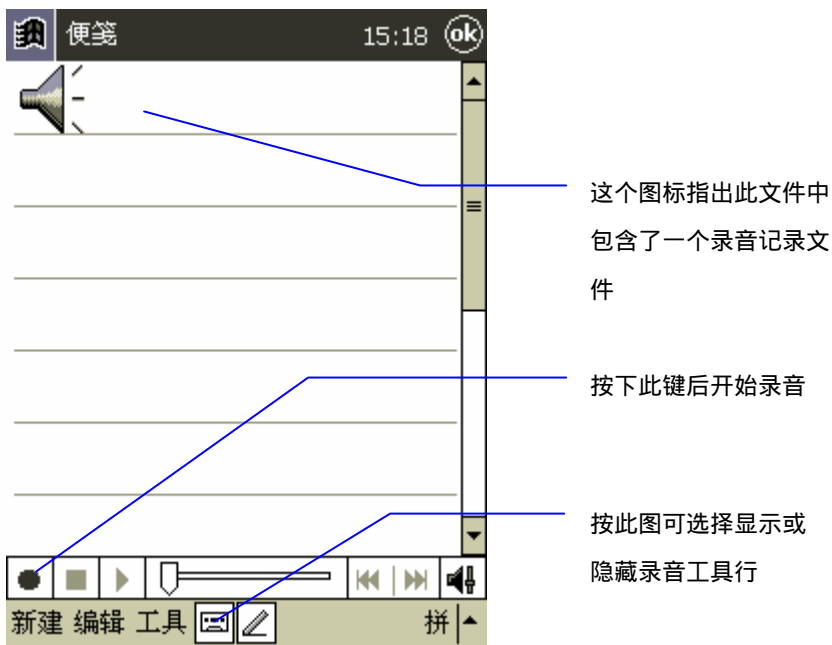 便笺 15:18 ok
这个图标指出此文件中
包含了一个录音记录文
件
按下此键后开始录音
按此图可选择显示或
隐藏录音工具行
新建 编辑 工具 拼